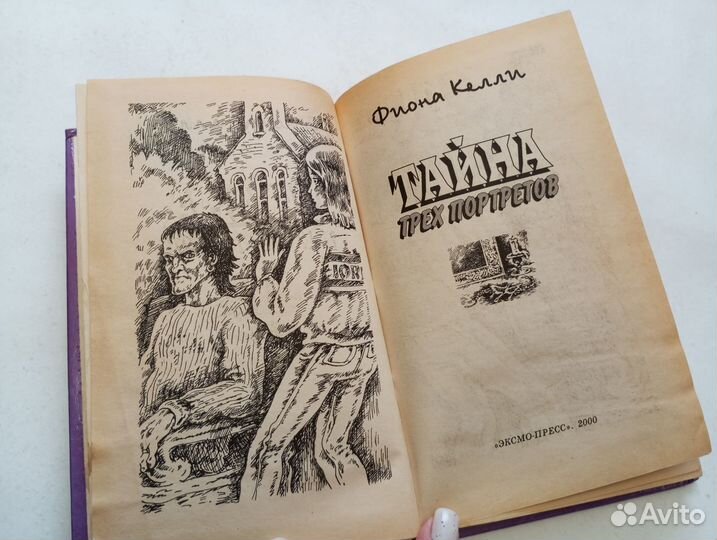 Фиона Келли
ТАЙНА
ТРЕХ ПОРТРЕТОВ
«ЭКСМО-ПРЕСС». 2000
Avito